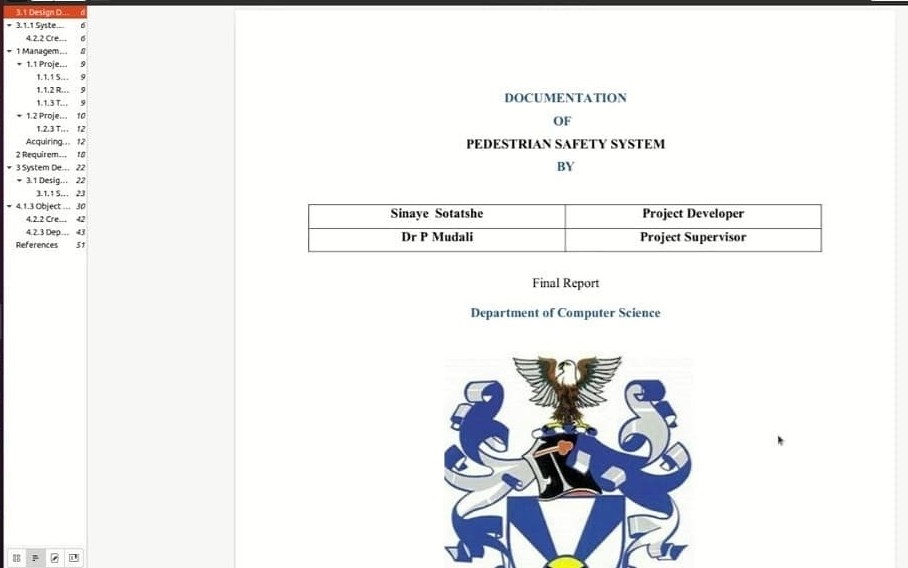 3.1 Design D... 6
3.1.1 Syste... 6
4.2.2 Cre... 6
1 Managem... 8
1.1 Proje... 9
1.1.1 S... 9
1.1.2 R... 9
1.1.3 T... 9
1.2 Proje... 10
1.2.3 T... 12
Acquiring... 12
2 Requirem... 18
3 System De... 22
3.1 Desig... 22
3.1.1 S... 23
4.1.3 Object ... 30
4.2.2 Cre... 42
4.2.3 Dep... 43
References 51
DOCUMENTATION
OF
PEDESTRIAN SAFETY SYSTEM
BY
Sinaye Sotatshe Project Developer
Dr P Mudali Project Supervisor
Final Report
Department of Computer Science